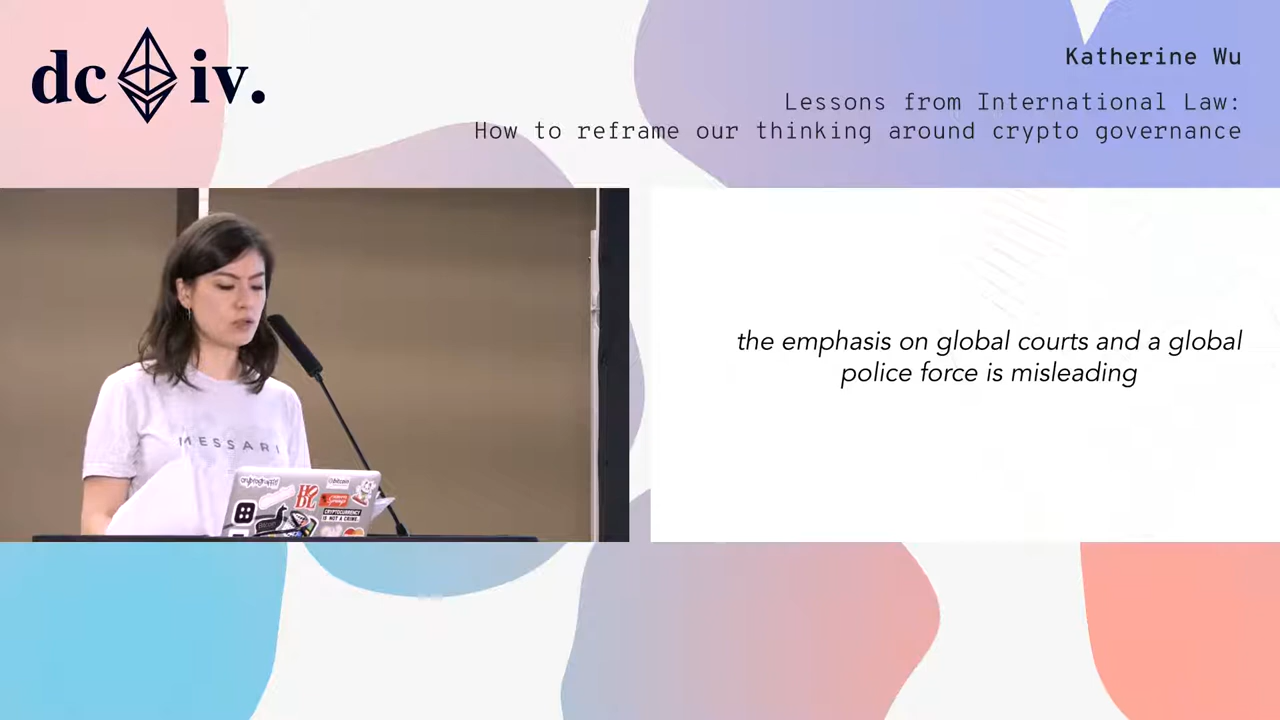 dc iv.
Katherine Wu
Lessons from International Law:
How to reframe our thinking around crypto governance
the emphasis on global courts and a global
police force is misleading
MESSARI
bitcoin
CRYPTOCURRENCY
IS NOT A CRIME.